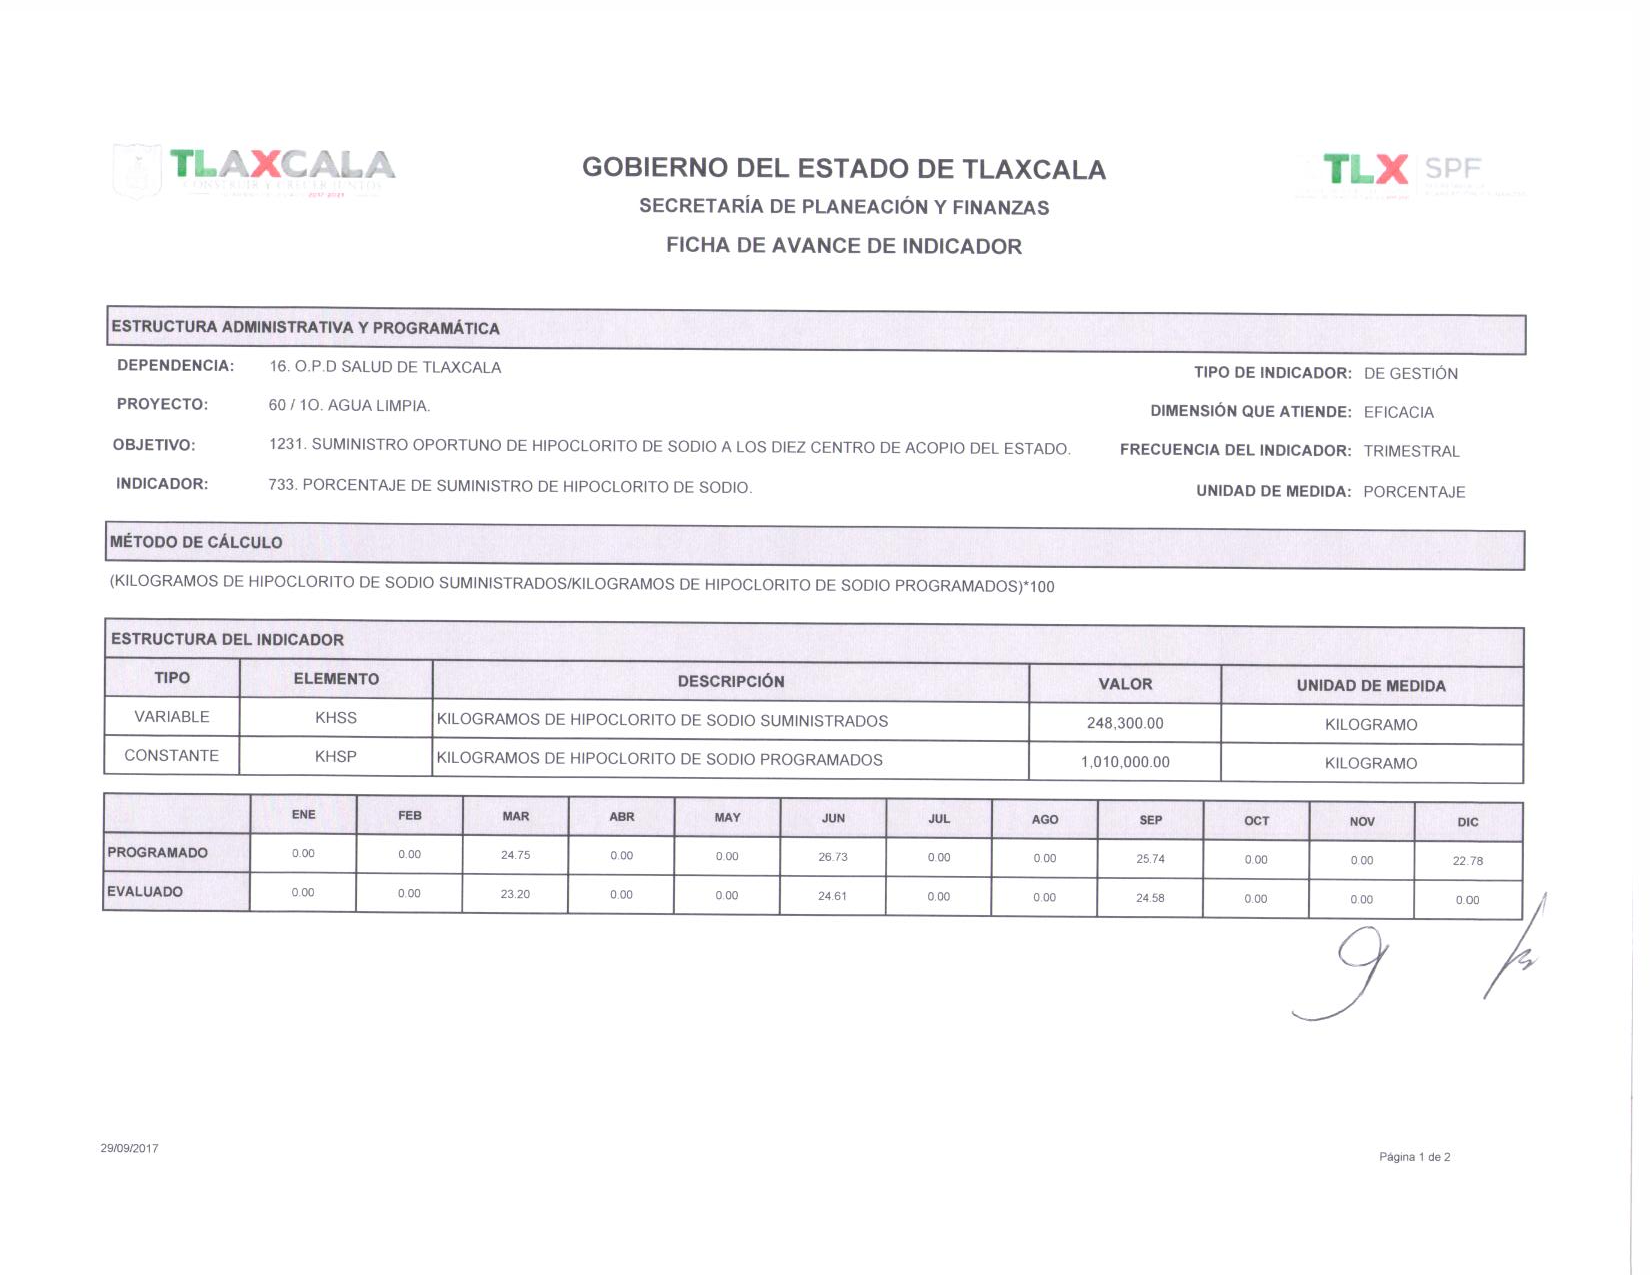 TLAXCALA
CONSTRUIR Y CRECER JUNTOS
2017-2021
GOBIERNO DEL ESTADO DE TLAXCALA
SECRETARÍA DE PLANEACIÓN Y FINANZAS
FICHA DE AVANCE DE INDICADOR
TLX SPF
ESTRUCTURA ADMINISTRATIVA Y PROGRAMÁTICA
DEPENDENCIA: 16. O.P.D SALUD DE TLAXCALA TIPO DE INDICADOR: DE GESTIÓN
PROYECTO: 60 / 1O. AGUA LIMPIA. DIMENSIÓN QUE ATIENDE: EFICACIA
OBJETIVO: 1231. SUMINISTRO OPORTUNO DE HIPOCLORITO DE SODIO A LOS DIEZ CENTRO DE ACOPIO DEL ESTADO. FRECUENCIA DEL INDICADOR: TRIMESTRAL
INDICADOR: 733. PORCENTAJE DE SUMINISTRO DE HIPOCLORITO DE SODIO. UNIDAD DE MEDIDA: PORCENTAJE
MÉTODO DE CÁLCULO
(KILOGRAMOS DE HIPOCLORITO DE SODIO SUMINISTRADOS/KILOGRAMOS DE HIPOCLORITO DE SODIO PROGRAMADOS)*100
ESTRUCTURA DEL INDICADOR
TIPO ELEMENTO DESCRIPCIÓN VALOR UNIDAD DE MEDIDA
VARIABLE KHSS KILOGRAMOS DE HIPOCLORITO DE SODIO SUMINISTRADOS 248,300.00 KILOGRAMO
CONSTANTE KHSP KILOGRAMOS DE HIPOCLORITO DE SODIO PROGRAMADOS 1,010,000.00 KILOGRAMO
ENE FEB MAR ABR MAY JUN JUL AGO SEP OCT NOV DIC
PROGRAMADO 0.00 0.00 24.75 0.00 0.00 26.73 0.00 0.00 25.74 0.00 0.00 22.78
EVALUADO 0.00 0.00 23.20 0.00 0.00 24.61 0.00 0.00 24.58 0.00 0.00 0.00
29/09/2017
Página 1 de 2